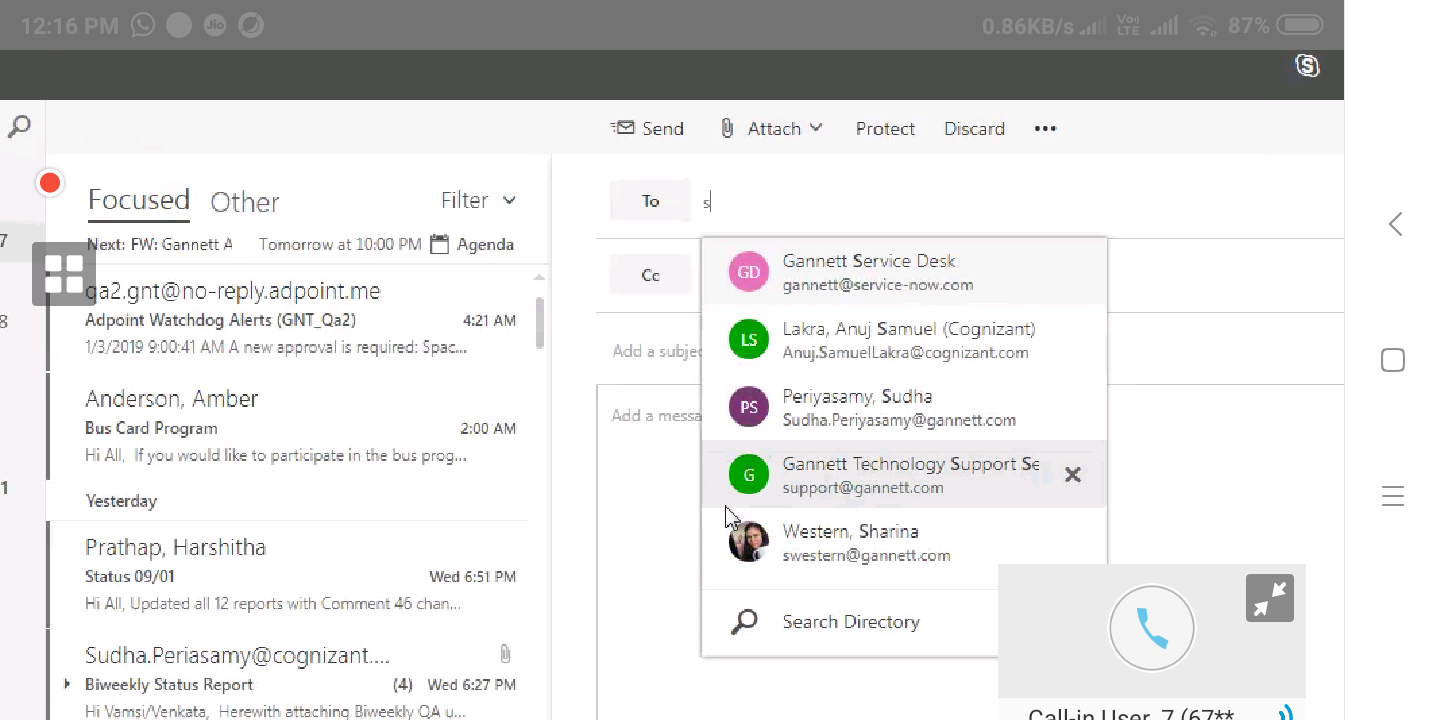 12:16 PM
Jio
0.86KB/s
Vo)
LTE
87%
S
Send
Attach
Protect
Discard
•••
Focused
Other
Filter
To
s
Next: FW: Gannett A
Tomorrow at 10:00 PM
Agenda
7
Cc
GD
Gannett Service Desk
gannett@service-now.com
qa2.gnt@no-reply.adpoint.me
Adpoint Watchdog Alerts (GNT_Qa2)
4:21 AM
1/3/2019 9:00:41 AM A new approval is required: Spac...
8
Add a subjec
LS
Lakra, Anuj Samuel (Cognizant)
Anuj.SamuelLakra@cognizant.com
Anderson, Amber
Bus Card Program
2:00 AM
Hi All, If you would like to participate in the bus prog...
Add a messa
PS
Periyasamy, Sudha
Sudha.Periyasamy@gannett.com
1
Yesterday
G
Gannett Technology Support Se
support@gannett.com
Prathap, Harshitha
Status 09/01
Wed 6:51 PM
Hi All, Updated all 12 reports with Comment 46 chan...
Western, Sharina
swestern@gannett.com
Search Directory
Sudha.Periasamy@cognizant....
Biweekly Status Report
(4)
Wed 6:27 PM
Hi Vamsi/Venkata, Herewith attaching Biweekly QA u...
Call-in User. 7 (67**